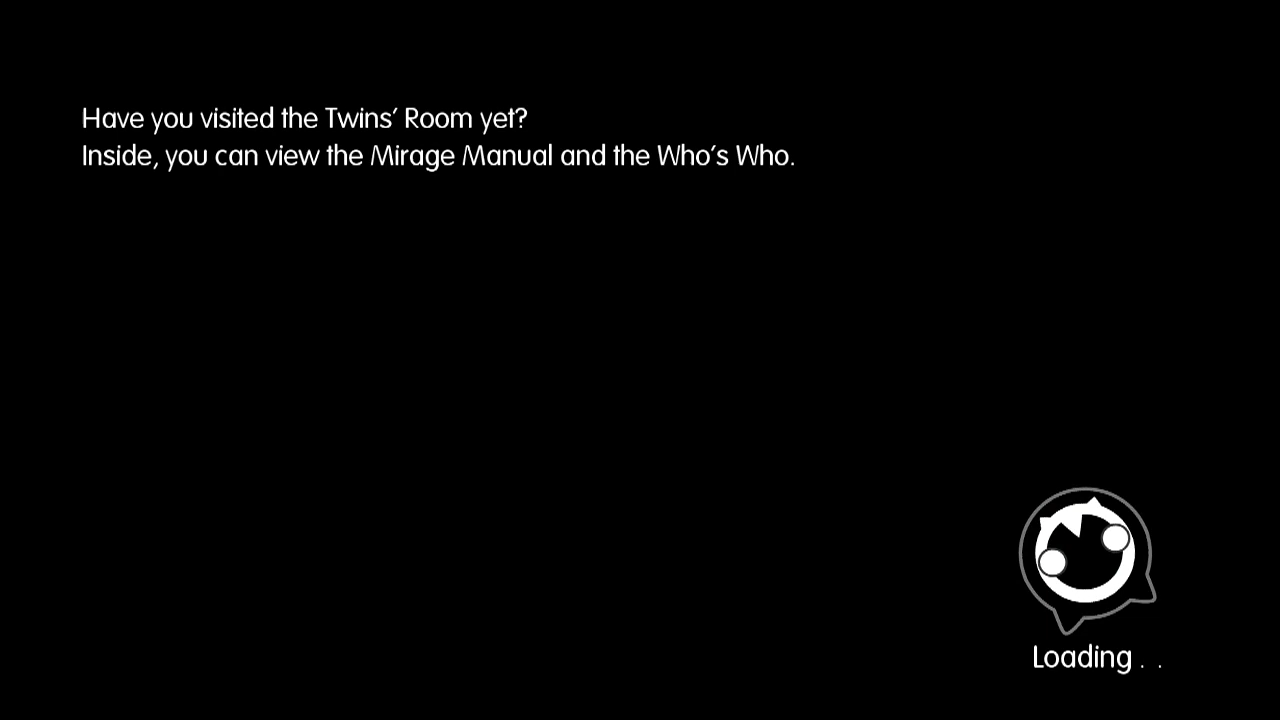 Have you visited the Twins' Room yet?
Inside, you can view the Mirage Manual and the Who's Who.
Loading . .